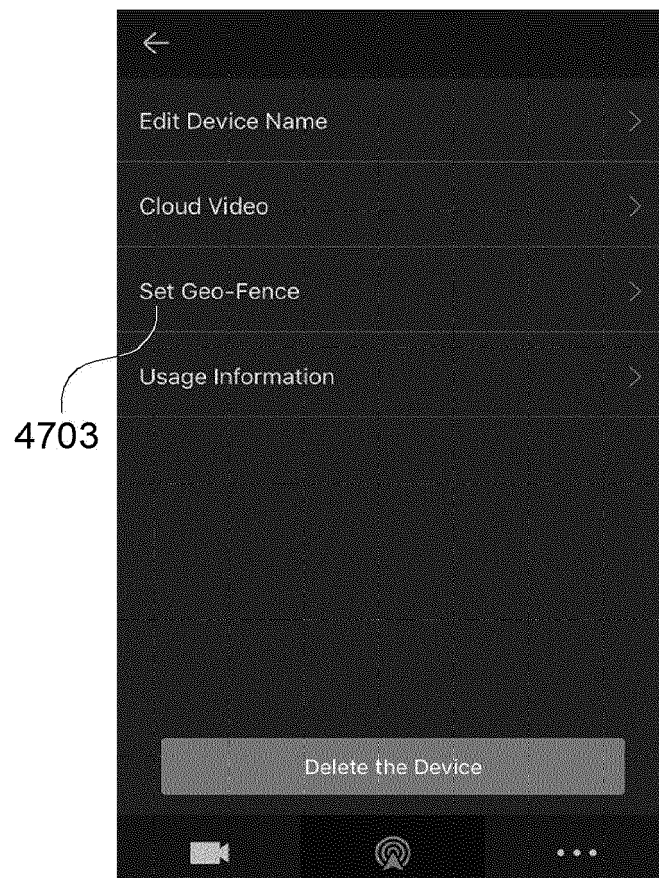 Edit Device Name
Cloud Video
Set Geo-Fence
Usage Information
4703
Delete the Device